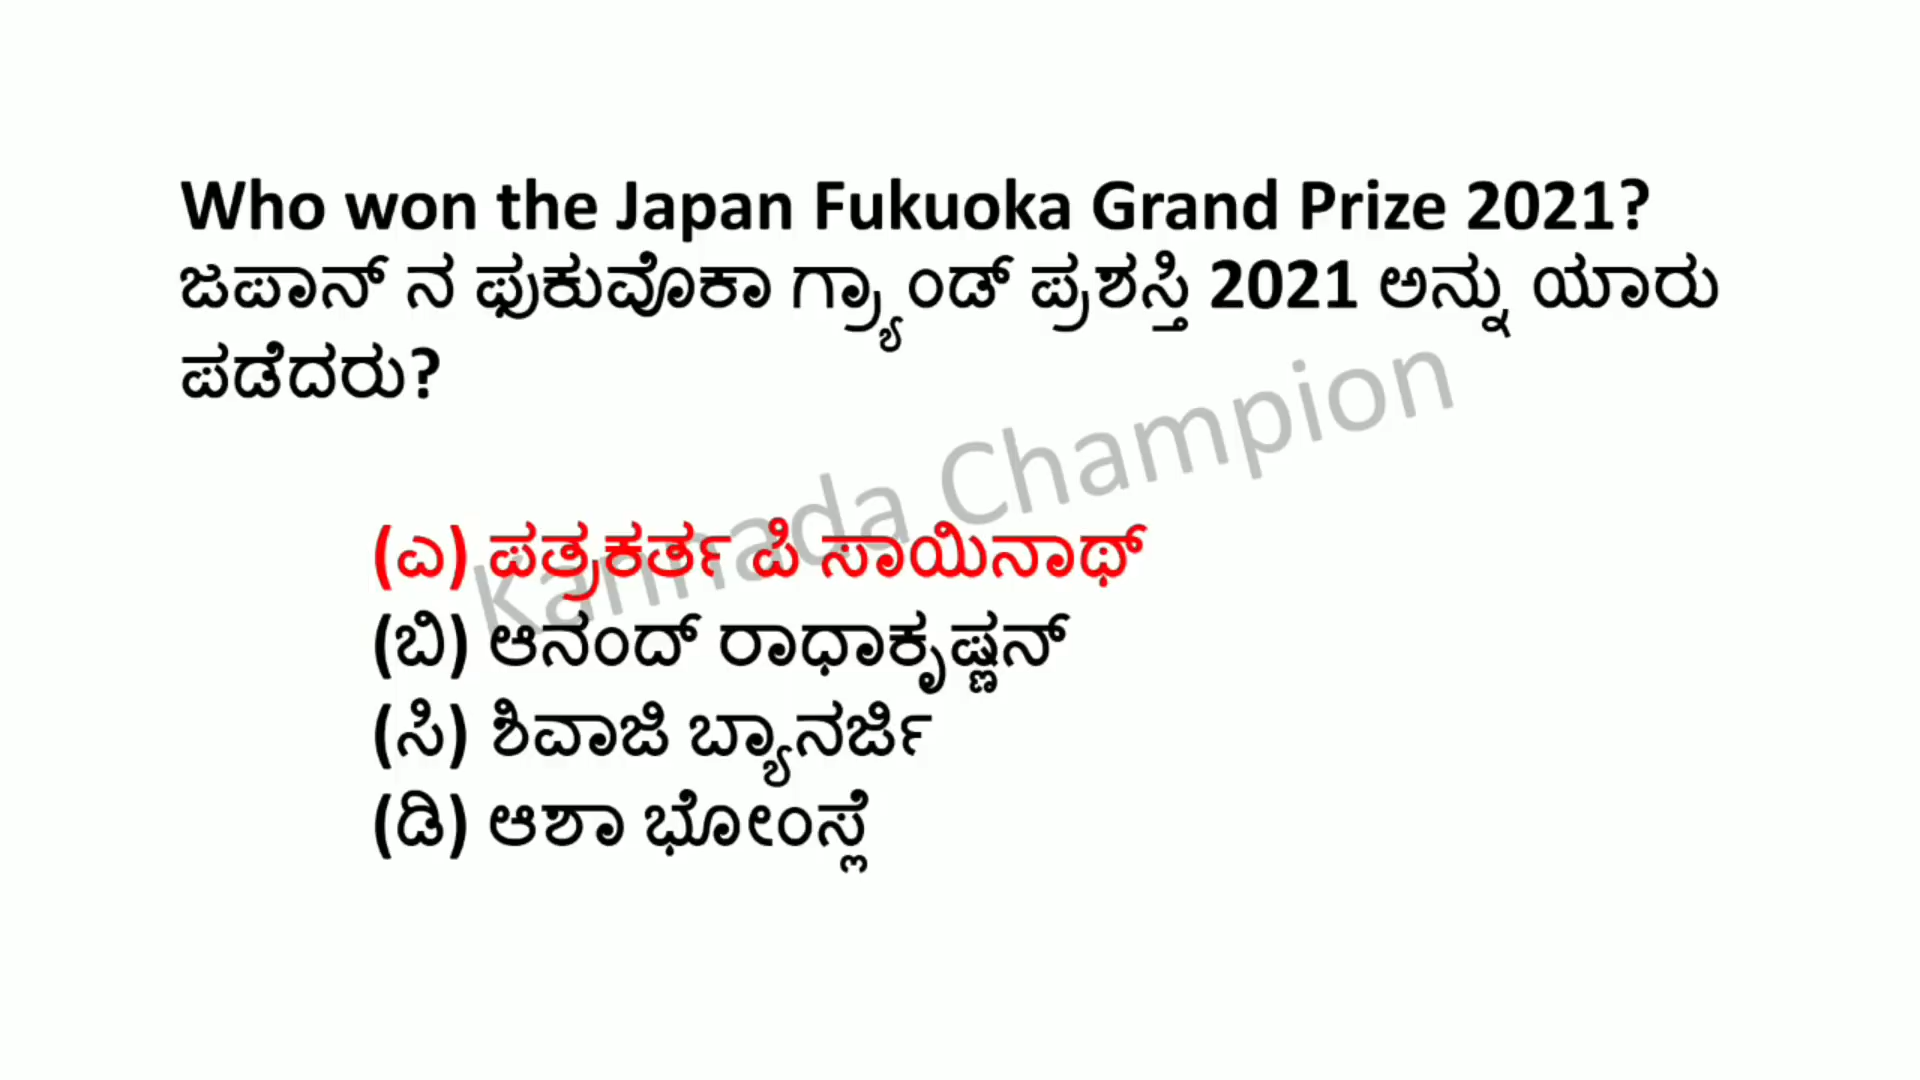 Who won the Japan Fukuoka Grand Prize 2021?
ಜಪಾನ್ ನ ಫುಕುವೊಕಾ ಗ್ರ್ಯಾಂಡ್ ಪ್ರಶಸ್ತಿ 2021 ಅನ್ನು ಯಾರು
ಪಡೆದರು?
Kannada Champion
(ಎ) ಪತ್ರಕರ್ತ ಪಿ ಸಾಯಿನಾಥ್
(ಬಿ) ಆನಂದ್ ರಾಧಾಕೃಷ್ಣನ್
(ಸಿ) ಶಿವಾಜಿ ಬ್ಯಾನರ್ಜಿ
(ಡಿ) ಆಶಾ ಭೋಂಸ್ಲೆ